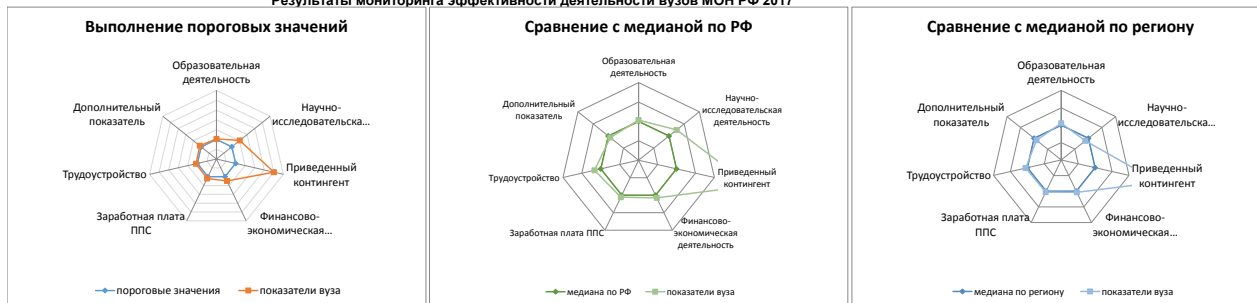 Результаты мониторинга эффективности деятельности вузов МОН РФ 2017
Выполнение пороговых значений
Образовательная
деятельность
Научно-
исследовательска...
Приведенный
контингент
Финансово-
экономическая...
Заработная плата
ППС
Трудоустройство
Дополнительный
показатель
пороговые значения
показатели вуза
Сравнение с медианой по РФ
Образовательная
деятельность
Научно-
исследовательская
деятельность
Приведенный
контингент
Финансово-
экономическая
деятельность
Заработная плата ППС
Трудоустройство
Дополнительный
показатель
медиана по РФ
показатели вуза
Сравнение с медианой по региону
Образовательная
деятельность
Научно-
исследовательска...
Приведенный
контингент
Финансово-
экономическая...
Заработная плата
ППС
Трудоустройство
Дополнительный
показатель
медиана по региону
показатели вуза